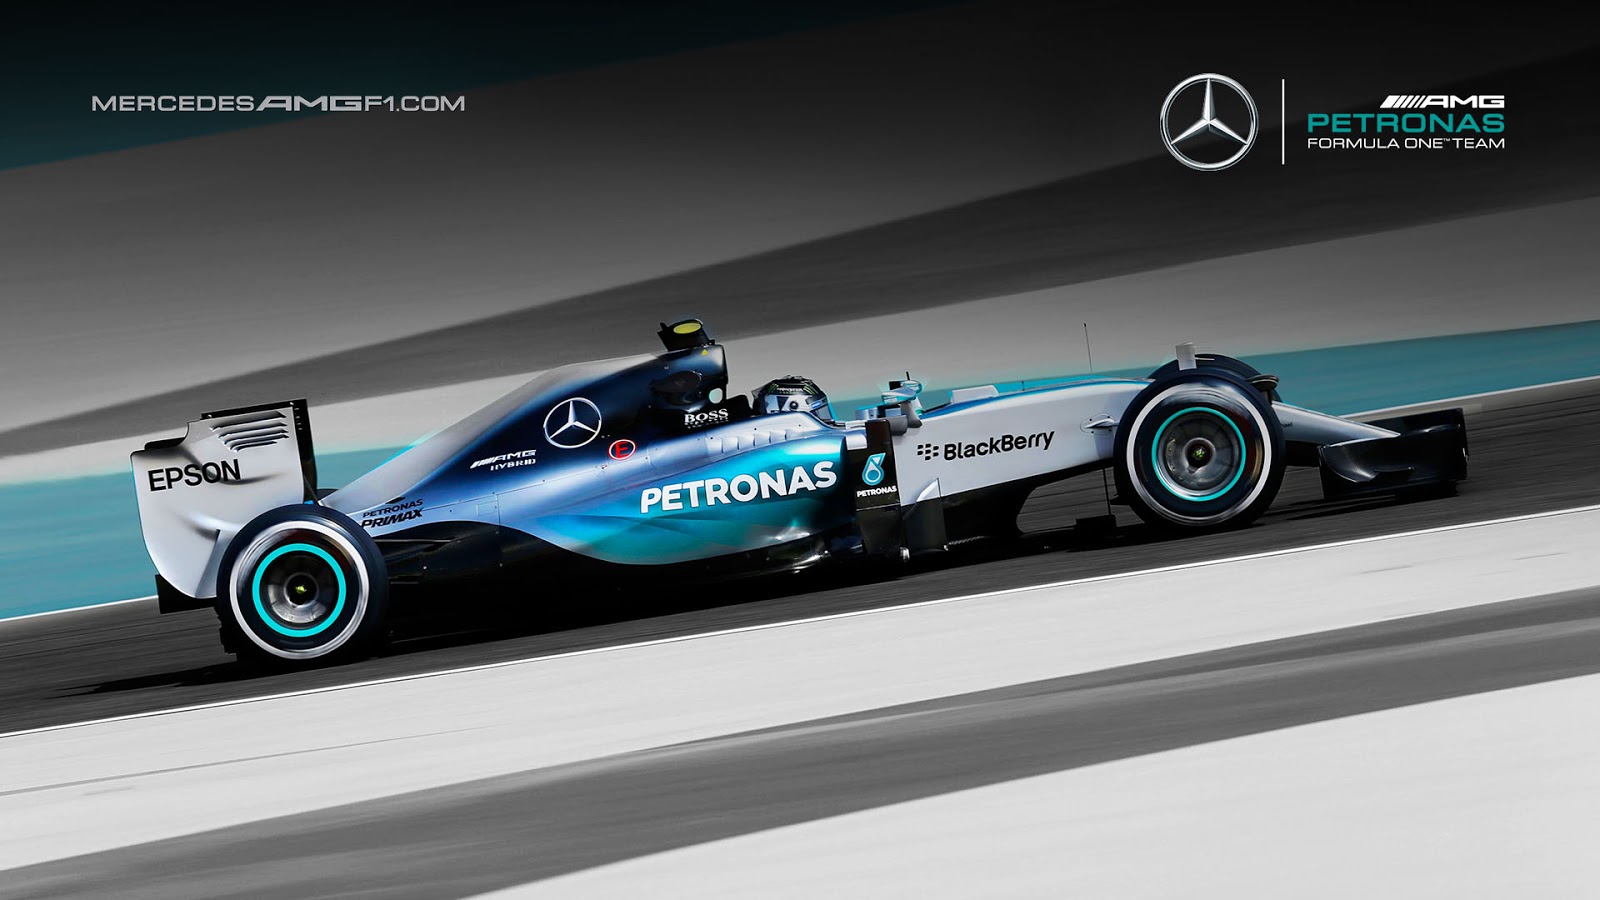 MERCEDESAMGF1.COM
AMG
PETRONAS
FORMULA ONE™ TEAM
BOSS
AMG
HYBRID
E
EPSON
PETRONAS
PRIMAX
PETRONAS
PETRONAS
BlackBerry